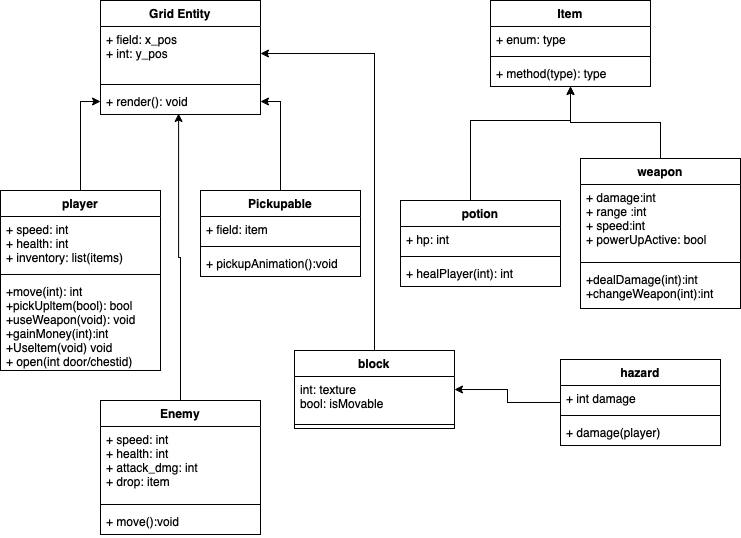 Grid Entity
+ field: x_pos
+ int: y_pos
+ render(): void
Item
+ enum: type
+ method(type): type
player
+ speed: int
+ health: int
+ inventory: list(items)
+move(int): int
+pickUpItem(bool): bool
+useWeapon(void): void
+gainMoney(int):int
+UseItem(void) void
+ open(int door/chestid)
Pickupable
+ field: item
+ pickupAnimation():void
potion
+ hp: int
+ healPlayer(int): int
weapon
+ damage:int
+ range :int
+ speed:int
+ powerUpActive: bool
+dealDamage(int):int
+changeWeapon(int):int
Enemy
+ speed: int
+ health: int
+ attack_dmg: int
+ drop: item
+ move():void
block
int: texture
bool: isMovable
hazard
+ int damage
+ damage(player)